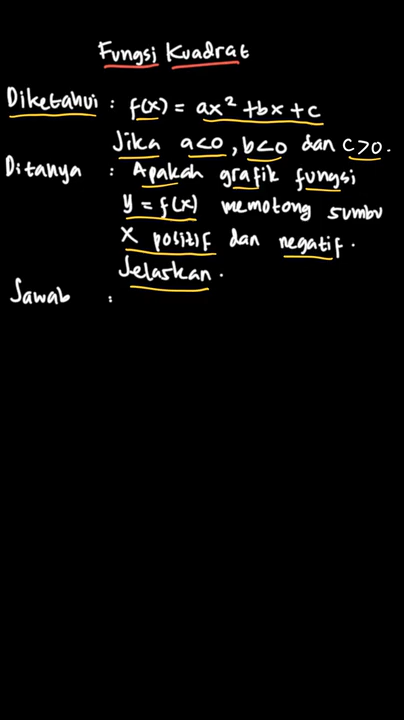 Fungsi Kuadrat
Diketahui : f(x) = ax² + bx + c
Jika a<0, b<0 dan c>0.
Ditanya : Apakah grafik fungsi
y = f(x) memotong sumbu
X positif dan negatif.
Jelaskan.
Jawab :